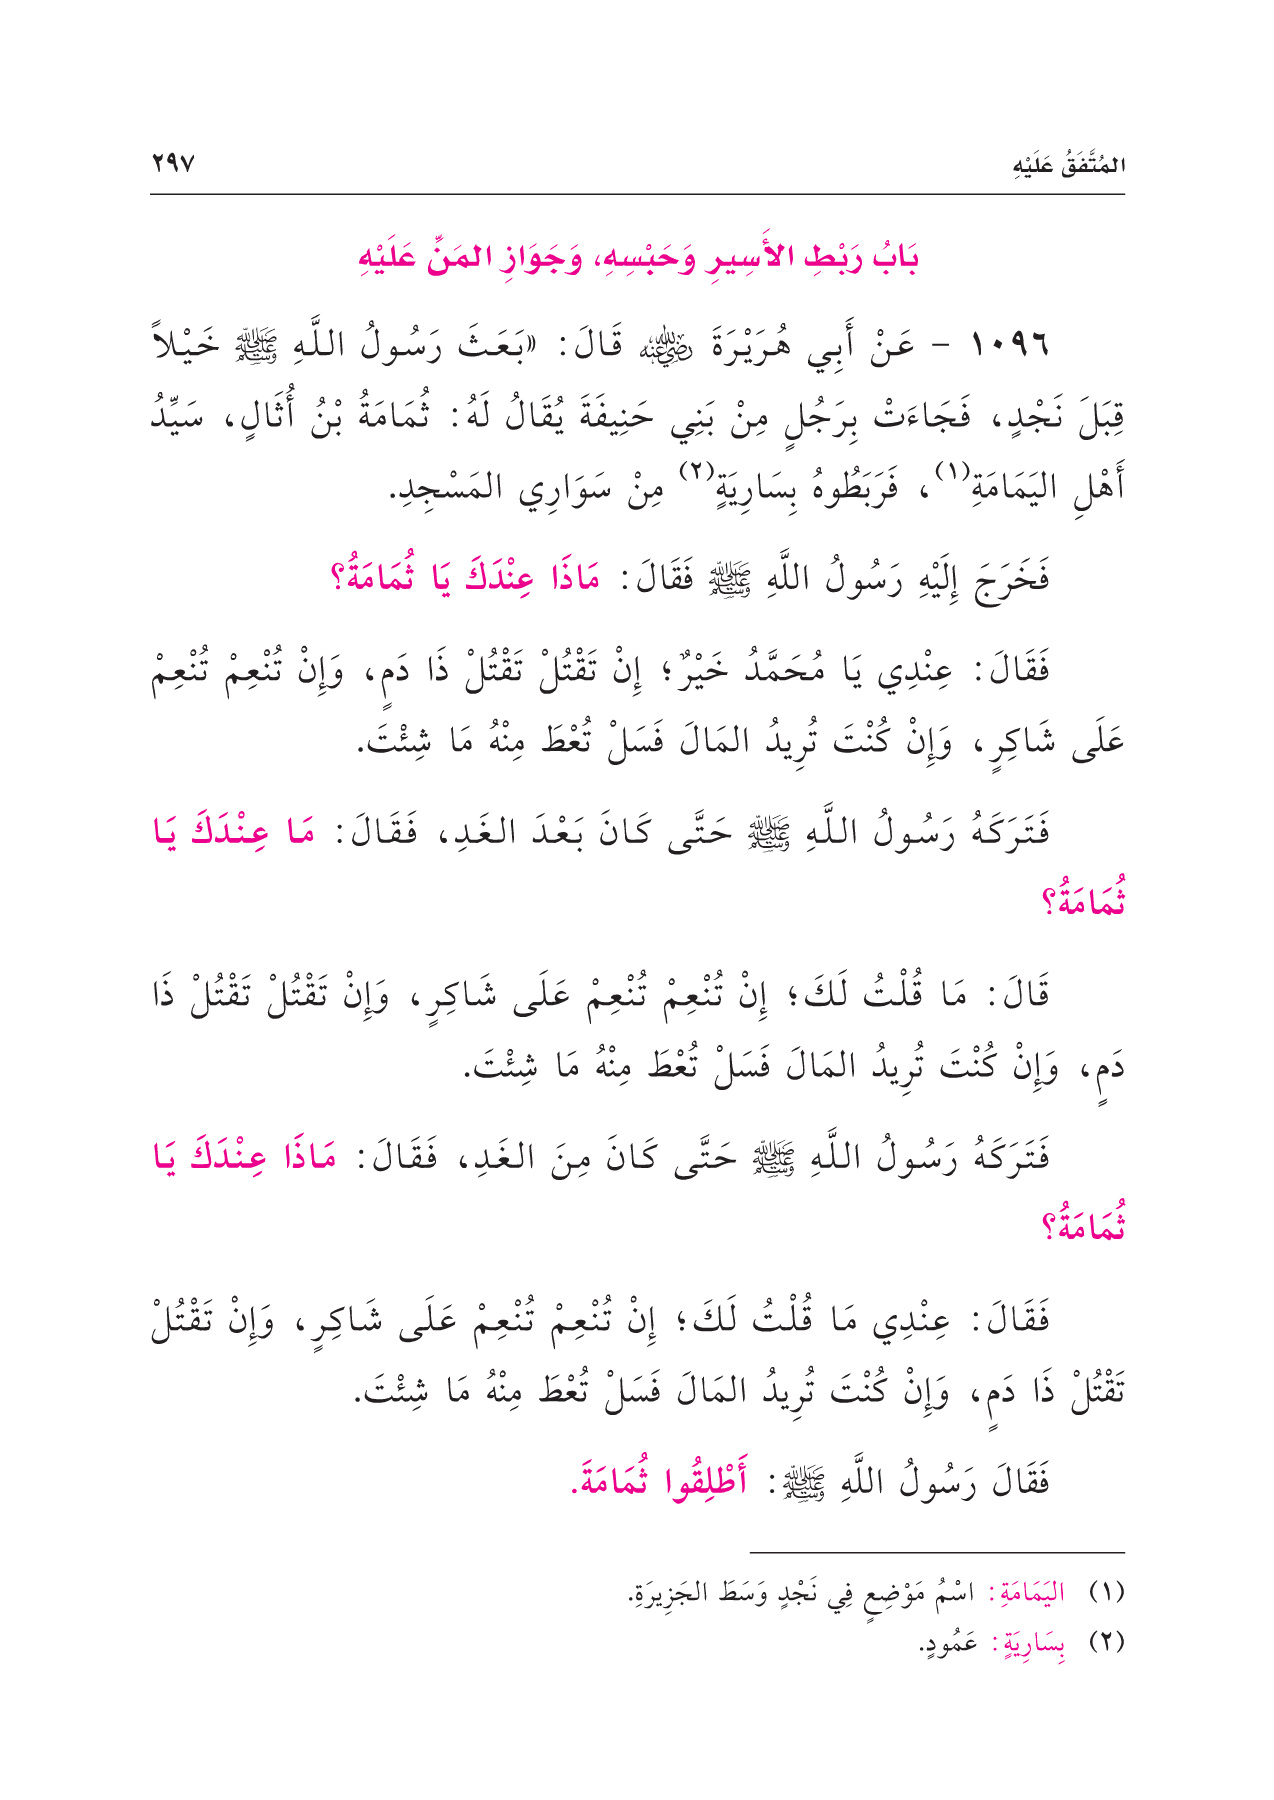 المُتَّفَقُ عَلَيْهِ ٢٩٧
بَابُ رَبْطِ الأَسِيرِ وَحَبْسِهِ، وَجَوَازِ المَنِّ عَلَيْهِ
١٠٩٦ - عَنْ أَبِي هُرَيْرَةَ رضي الله عنه قَالَ: «بَعَثَ رَسُولُ اللَّهِ ﷺ خَيْلاً
قِبَلَ نَجْدٍ، فَجَاءَتْ بِرَجُلٍ مِنْ بَنِي حَنِيفَةَ يُقَالُ لَهُ: ثُمَامَةُ بْنُ أُثَالٍ، سَيِّدُ
أَهْلِ اليَمَامَةِ(١)، فَرَبَطُوهُ بِسَارِيَةٍ(٢) مِنْ سَوَارِي المَسْجِدِ.
فَخَرَجَ إِلَيْهِ رَسُولُ اللَّهِ ﷺ فَقَالَ: مَاذَا عِنْدَكَ يَا ثُمَامَةُ؟
فَقَالَ: عِنْدِي يَا مُحَمَّدُ خَيْرٌ؛ إِنْ تَقْتُلْ تَقْتُلْ ذَا دَمٍ، وَإِنْ تُنْعِمْ تُنْعِمْ
عَلَى شَاكِرٍ، وَإِنْ كُنْتَ تُرِيدُ المَالَ فَسَلْ تُعْطَ مِنْهُ مَا شِئْتَ.
فَتَرَكَهُ رَسُولُ اللَّهِ ﷺ حَتَّى كَانَ بَعْدَ الغَدِ، فَقَالَ: مَا عِنْدَكَ يَا
ثُمَامَةُ؟
قَالَ: مَا قُلْتُ لَكَ؛ إِنْ تُنْعِمْ تُنْعِمْ عَلَى شَاكِرٍ، وَإِنْ تَقْتُلْ تَقْتُلْ ذَا
دَمٍ، وَإِنْ كُنْتَ تُرِيدُ المَالَ فَسَلْ تُعْطَ مِنْهُ مَا شِئْتَ.
فَتَرَكَهُ رَسُولُ اللَّهِ ﷺ حَتَّى كَانَ مِنَ الغَدِ، فَقَالَ: مَاذَا عِنْدَكَ يَا
ثُمَامَةُ؟
فَقَالَ: عِنْدِي مَا قُلْتُ لَكَ؛ إِنْ تُنْعِمْ تُنْعِمْ عَلَى شَاكِرٍ، وَإِنْ تَقْتُلْ
تَقْتُلْ ذَا دَمٍ، وَإِنْ كُنْتَ تُرِيدُ المَالَ فَسَلْ تُعْطَ مِنْهُ مَا شِئْتَ.
فَقَالَ رَسُولُ اللَّهِ ﷺ: أَطْلِقُوا ثُمَامَةَ.
(١) اليَمَامَةِ: اسْمُ مَوْضِعٍ فِي نَجْدٍ وَسَطَ الجَزِيرَةِ.
(٢) بِسَارِيَةٍ: عَمُودٍ.